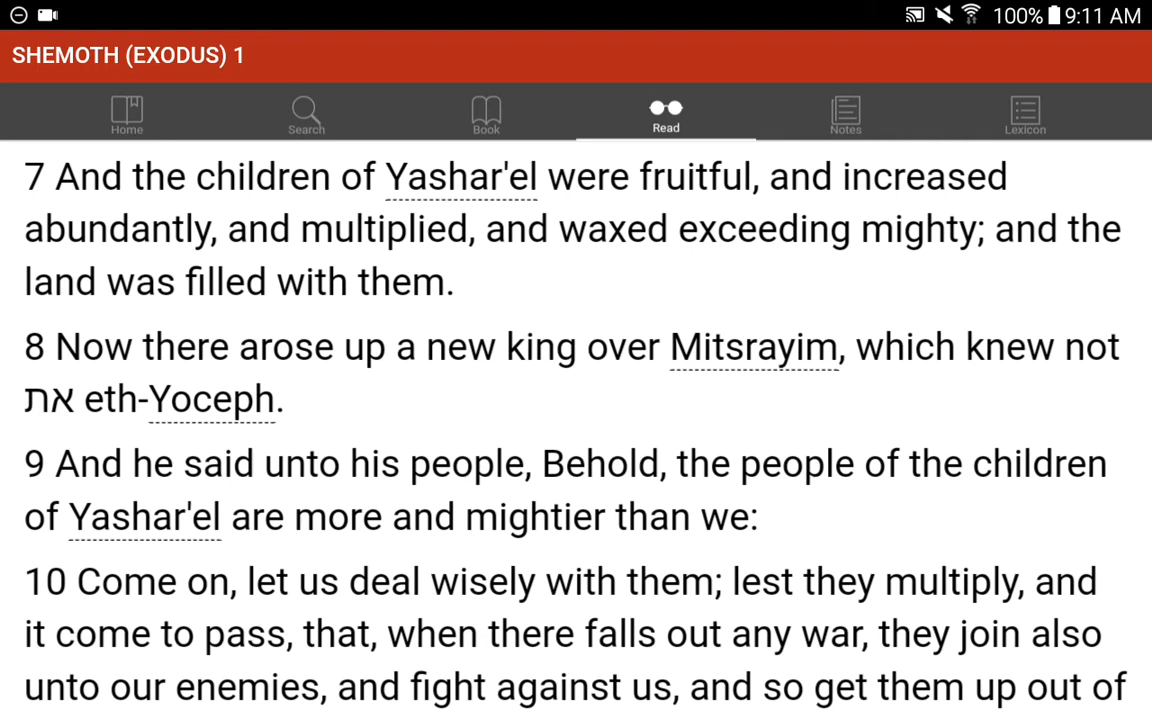 100% 9:11 AM
SHEMOTH (EXODUS) 1
Home Search Book Read Notes Lexicon
7 And the children of Yashar'el were fruitful, and increased
abundantly, and multiplied, and waxed exceeding mighty; and the
land was filled with them.
8 Now there arose up a new king over Mitsrayim, which knew not
את eth-Yoceph.
9 And he said unto his people, Behold, the people of the children
of Yashar'el are more and mightier than we:
10 Come on, let us deal wisely with them; lest they multiply, and
it come to pass, that, when there falls out any war, they join also
unto our enemies, and fight against us, and so get them up out of